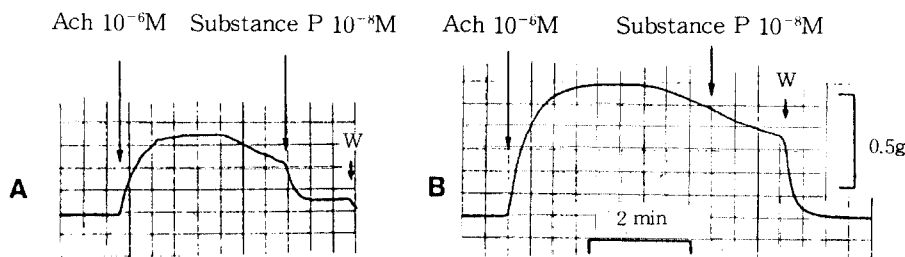 Ach 10⁻⁶M Substance P 10⁻⁸M
W
A
Ach 10⁻⁶M Substance P 10⁻⁸M
W
0.5g
B
2 min